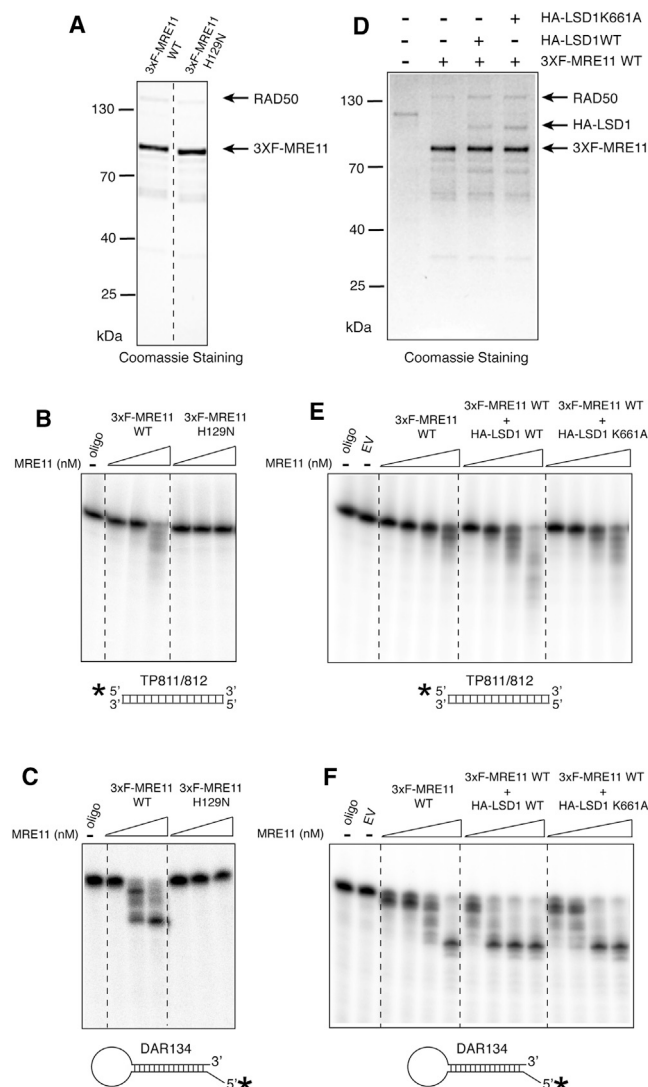 A
3xF-MRE11
WT
3xF-MRE11
H129N
130
70
40
25
kDa
RAD50
3XF-MRE11
Coomassie Staining
D
- - - + HA-LSD1K661A
- - + - HA-LSD1WT
- + + + 3XF-MRE11 WT
130
70
40
25
kDa
RAD50
HA-LSD1
3XF-MRE11
Coomassie Staining
B
oligo
3xF-MRE11
WT
3xF-MRE11
H129N
MRE11 (nM) -
TP811/812
* 5’ 3’
3’ 5’
E
oligo
EV
3xF-MRE11
WT
3xF-MRE11 WT
+
HA-LSD1 WT
3xF-MRE11 WT
+
HA-LSD1 K661A
MRE11 (nM) - -
TP811/812
* 5’ 3’
3’ 5’
C
oligo
3xF-MRE11
WT
3xF-MRE11
H129N
MRE11 (nM) -
DAR134
3’
5’*
F
oligo
EV
3xF-MRE11
WT
3xF-MRE11 WT
+
HA-LSD1 WT
3xF-MRE11 WT
+
HA-LSD1 K661A
MRE11 (nM) - -
DAR134
3’
5’*